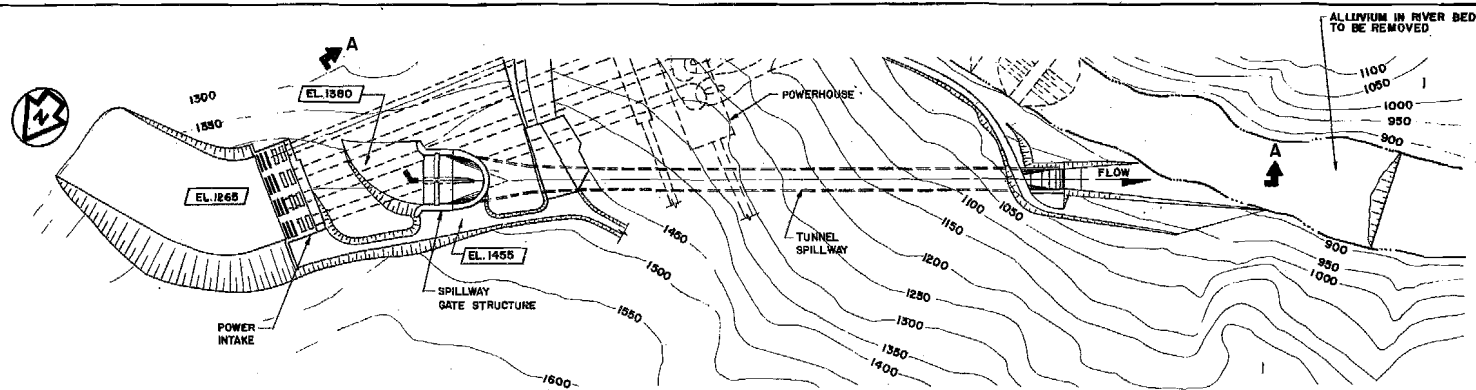 ALLUVIUM IN RIVER BED
TO BE REMOVED
A
1100
1050
1000
950
900
1300
1350
EL.1380
POWERHOUSE
N
A
FLOW
EL.1265
1050
1100
1150
1450
TUNNEL
SPILLWAY
900
950
1000
EL.1455
1500
1200
SPILLWAY
GATE STRUCTURE
1250
1550
1300
POWER
INTAKE
1350
1400
1600